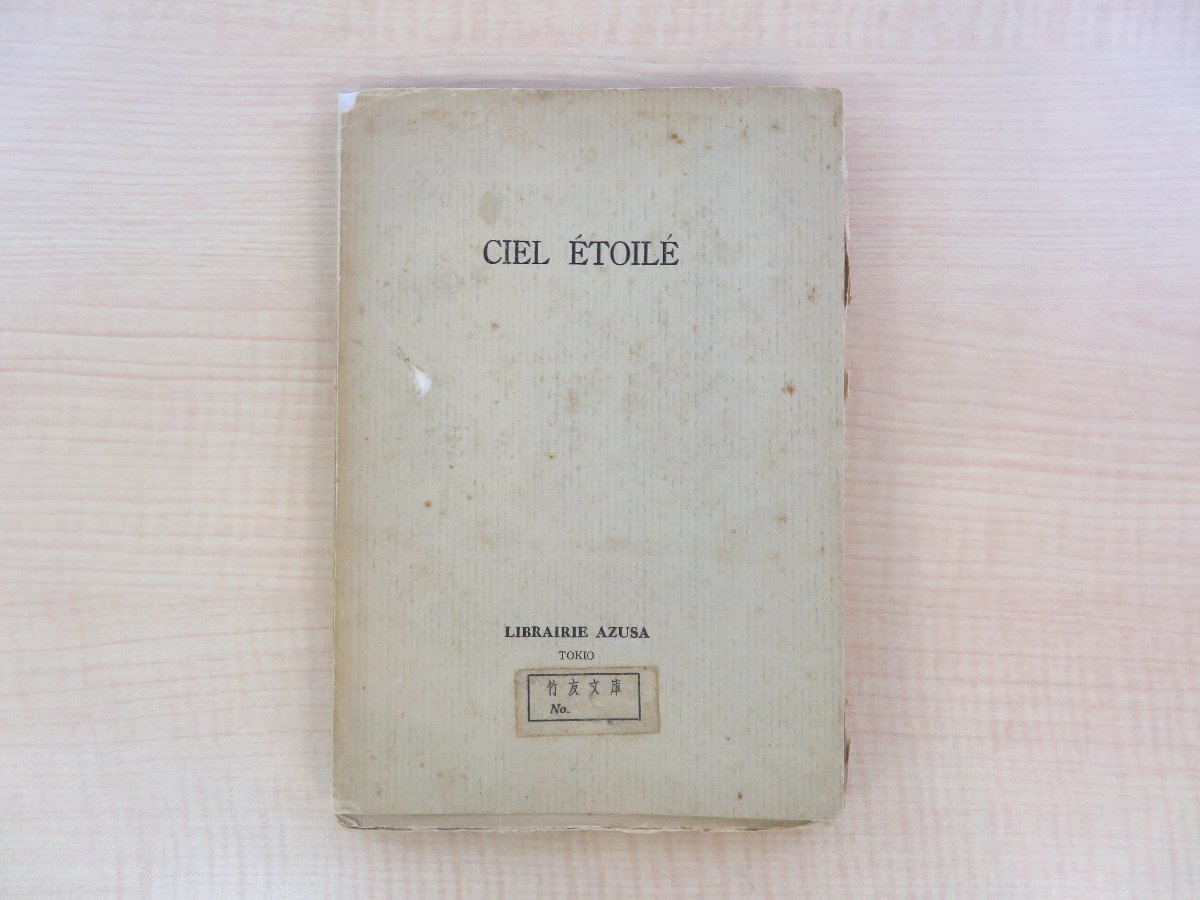 CIEL ÉTOILÉ
LIBRAIRIE AZUSA
TOKIO
竹友文庫
No.